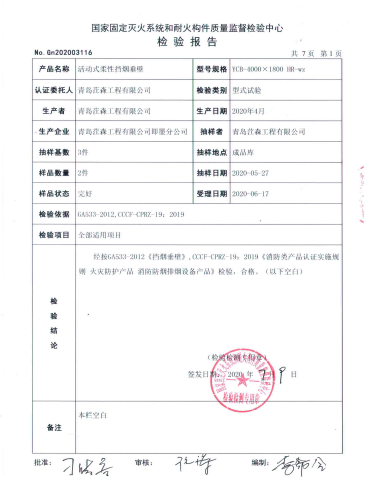 国家固定灭火系统和耐火构件质量监督检验中心
检 验 报 告
No. Gn202003116 共 7 页 第 1 页
产品名称 活动式柔性挡烟垂壁 型号规格 YCB-4000×1800 HR-wz
认证委托人 青岛茳森工程有限公司 检验类别 型式试验
生产者 青岛茳森工程有限公司 生产日期 2020年4月
生产企业 青岛茳森工程有限公司即墨分公司 抽样者 青岛茳森工程有限公司
抽样基数 3件 抽样地点 成品库
样品数量 2件 抽样日期 2020-05-27
样品状态 完好 受理日期 2020-06-17
检验依据 GA533-2012,CCCF-CPRZ-19：2019
检验项目 全部适用项目
检验结论
经按GA533-2012《挡烟垂壁》,CCCF-CPRZ-19：2019《消防类产品认证实施规
则 火灾防护产品 消防防烟排烟设备产品》检验，合格。（以下空白）
（检验检测专用章）
签发日期：2020 年 7 月 9 日
检验检测专用章
备注 本栏空白
批准： 审核： 编制：